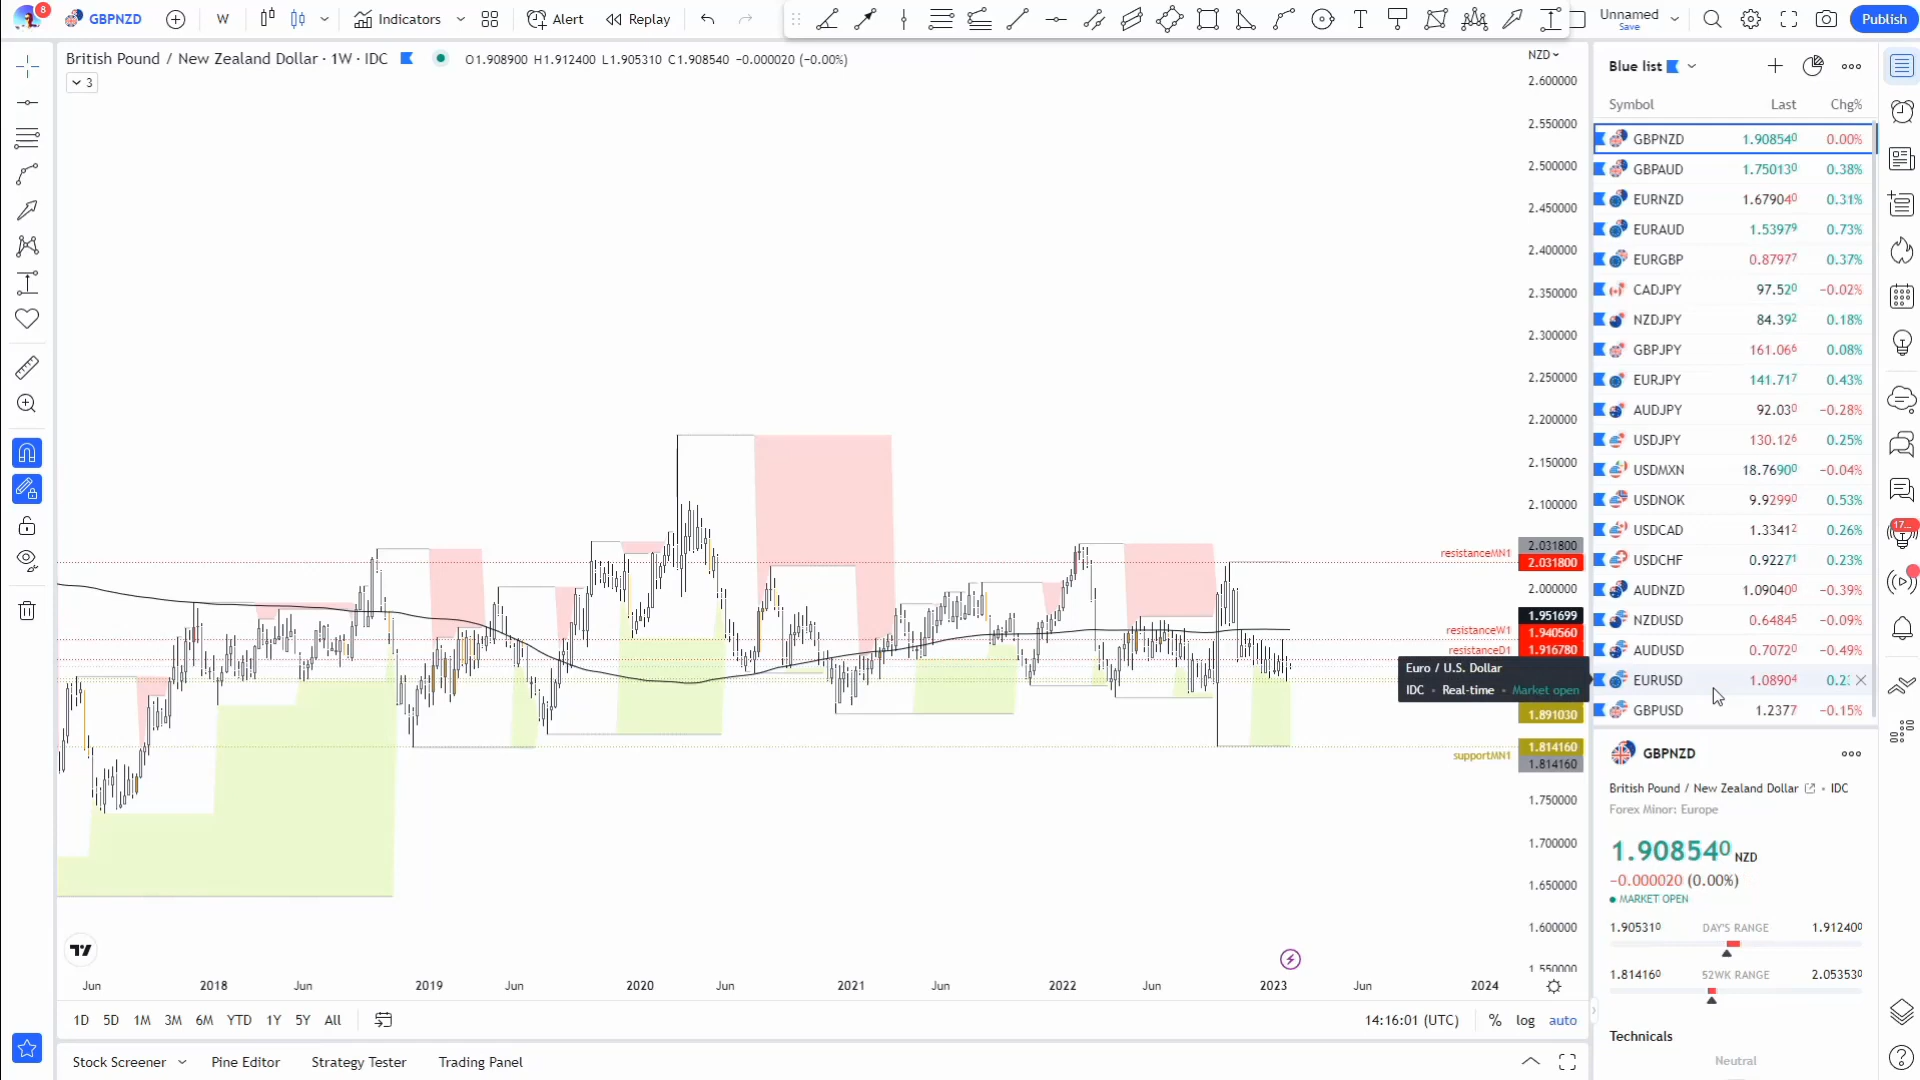 8
GBPNZD
W
Indicators
Alert
Replay
T
Unnamed
Save
Publish
British Pound / New Zealand Dollar · 1W · IDC
O1.908900 H1.912400 L1.905310 C1.908540 −0.000020 (−0.00%)
3
NZD
2.600000
2.550000
2.500000
2.450000
2.400000
2.350000
2.300000
2.250000
2.200000
2.150000
2.100000
resistanceMN1
2.031800
2.031800
2.000000
1.951699
resistanceW1
1.940560
resistanceD1
1.916780
Euro / U.S. Dollar
IDC • Real-time • Market open
1.891030
1.814160
supportMN1
1.814160
1.750000
1.700000
1.650000
1.600000
1.550000
Jun 2018 Jun 2019 Jun 2020 Jun 2021 Jun 2022 Jun 2023 Jun 2024
1D 5D 1M 3M 6M YTD 1Y 5Y All
14:16:01 (UTC) % log auto
Stock Screener Pine Editor Strategy Tester Trading Panel
Blue list
Symbol Last Chg%
GBPNZD 1.908540 0.00%
GBPAUD 1.750130 0.38%
EURNZD 1.679040 0.31%
EURAUD 1.53979 0.73%
EURGBP 0.87977 0.37%
CADJPY 97.520 −0.02%
NZDJPY 84.392 0.18%
GBPJPY 161.066 0.08%
EURJPY 141.717 0.43%
AUDJPY 92.030 −0.28%
USDJPY 130.126 0.25%
USDMXN 18.76900 −0.04%
USDNOK 9.92990 0.53%
USDCAD 1.33412 0.26%
USDCHF 0.92271 0.23%
AUDNZD 1.090400 −0.39%
NZDUSD 0.64845 −0.09%
AUDUSD 0.70720 −0.49%
EURUSD 1.08904
GBPUSD 1.2377 −0.15%
GBPNZD
British Pound / New Zealand Dollar • IDC
Forex Minor: Europe
1.908540 NZD
−0.000020 (0.00%)
MARKET OPEN
1.905310 DAY'S RANGE 1.912400
1.814160 52WK RANGE 2.053530
Technicals
Neutral
17...